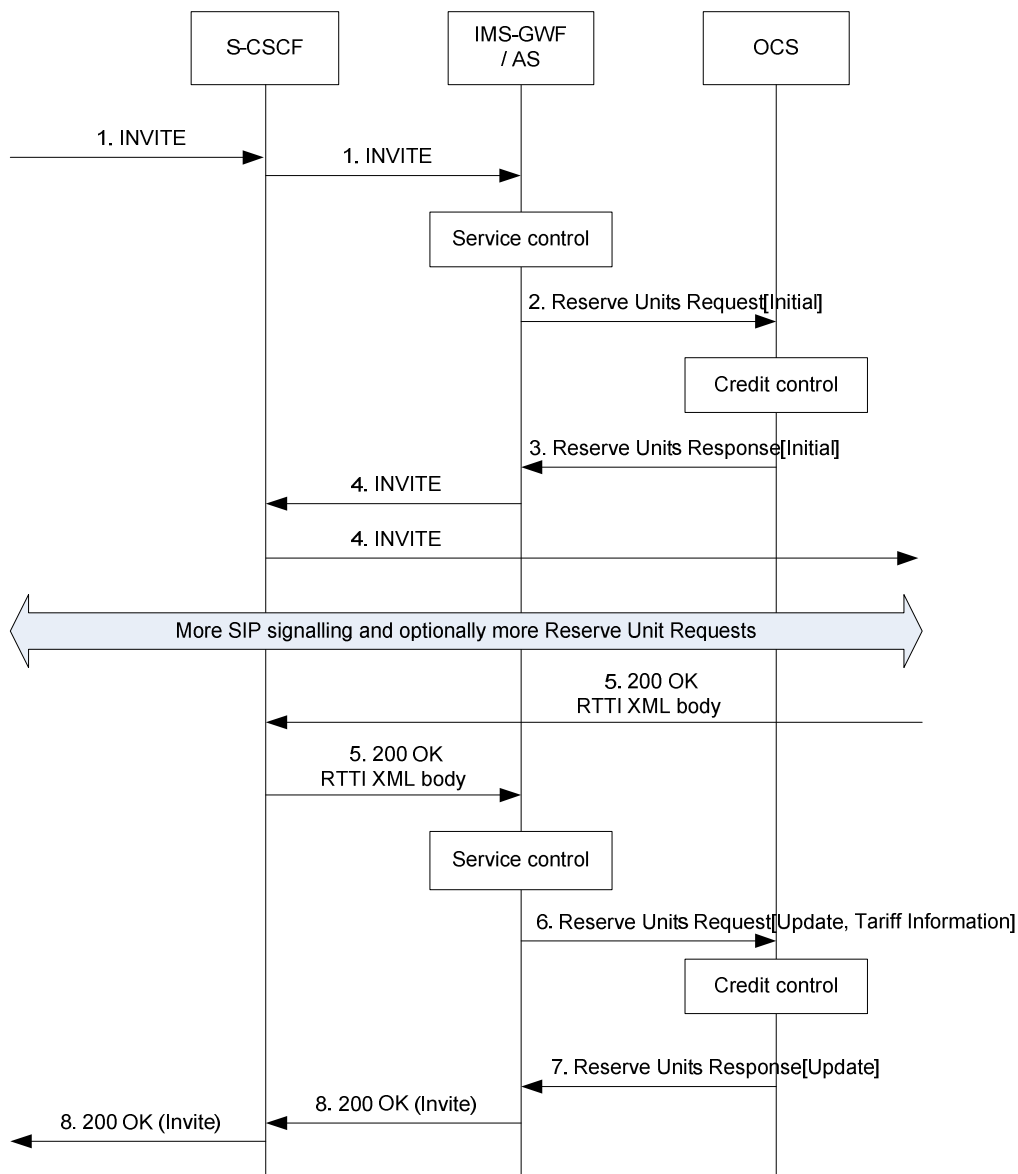 S-CSCF
IMS-GWF
/ AS
OCS
1. INVITE
1. INVITE
Service control
2. Reserve Units Request[Initial]
Credit control
3. Reserve Units Response[Initial]
4. INVITE
4. INVITE
More SIP signalling and optionally more Reserve Unit Requests
5. 200 OK
RTTI XML body
5. 200 OK
RTTI XML body
Service control
6. Reserve Units Request[Update, Tariff Information]
Credit control
7. Reserve Units Response[Update]
8. 200 OK (Invite)
8. 200 OK (Invite)